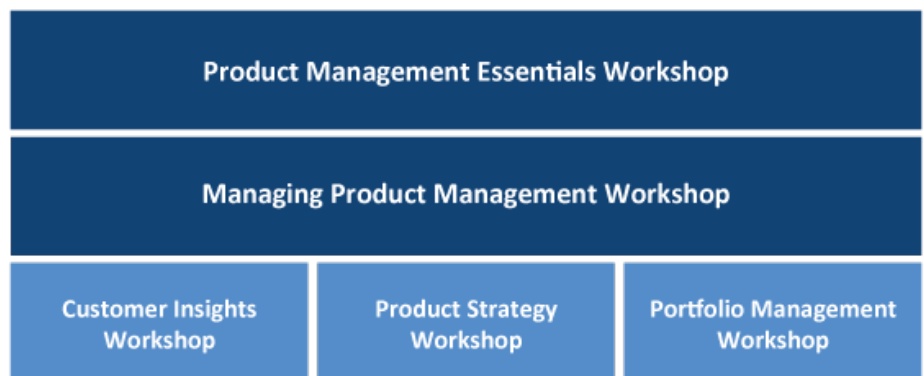 Product Management Essentials Workshop
Managing Product Management Workshop
Customer Insights
Workshop
Product Strategy
Workshop
Portfolio Management
Workshop